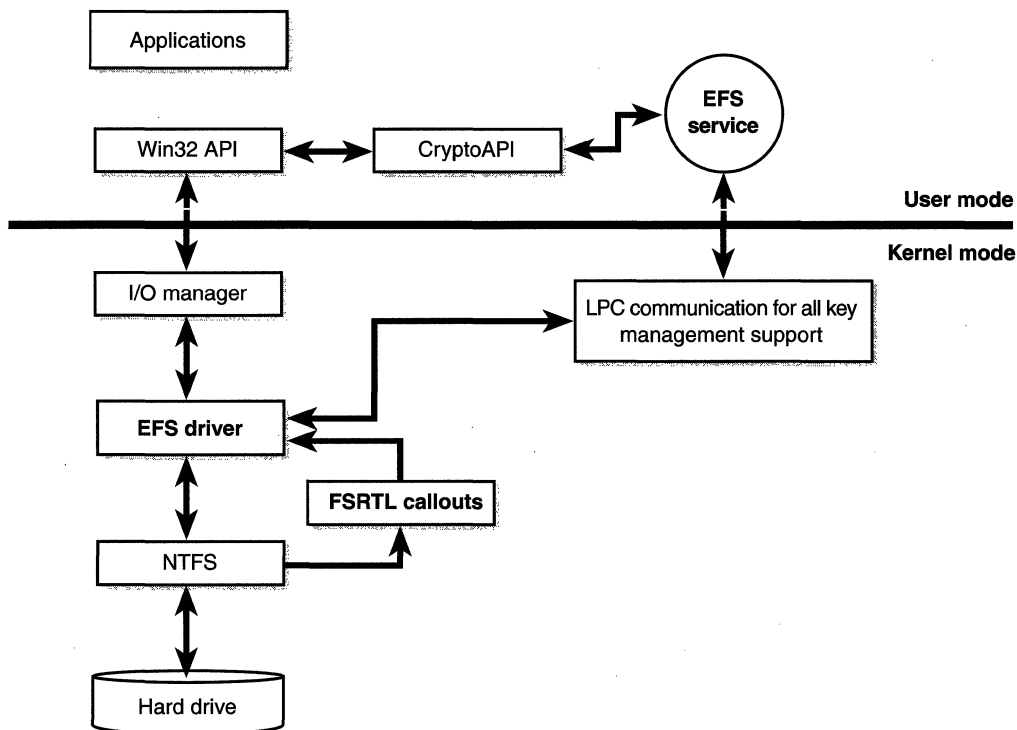 Applications
EFS
service
Win32 API
CryptoAPI
User mode
Kernel mode
I/O manager
LPC communication for all key
management support
EFS driver
FSRTL callouts
NTFS
Hard drive